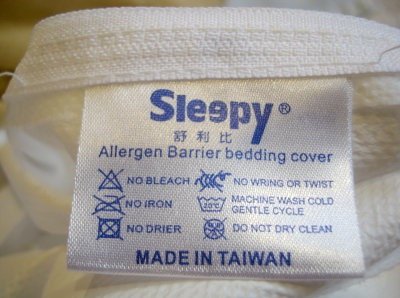 Sleepy®
舒利比
Allergen Barrier bedding cover
NO BLEACH NO WRING OR TWIST
NO IRON 20°C MACHINE WASH COLD
GENTLE CYCLE
NO DRIER DO NOT DRY CLEAN
MADE IN TAIWAN